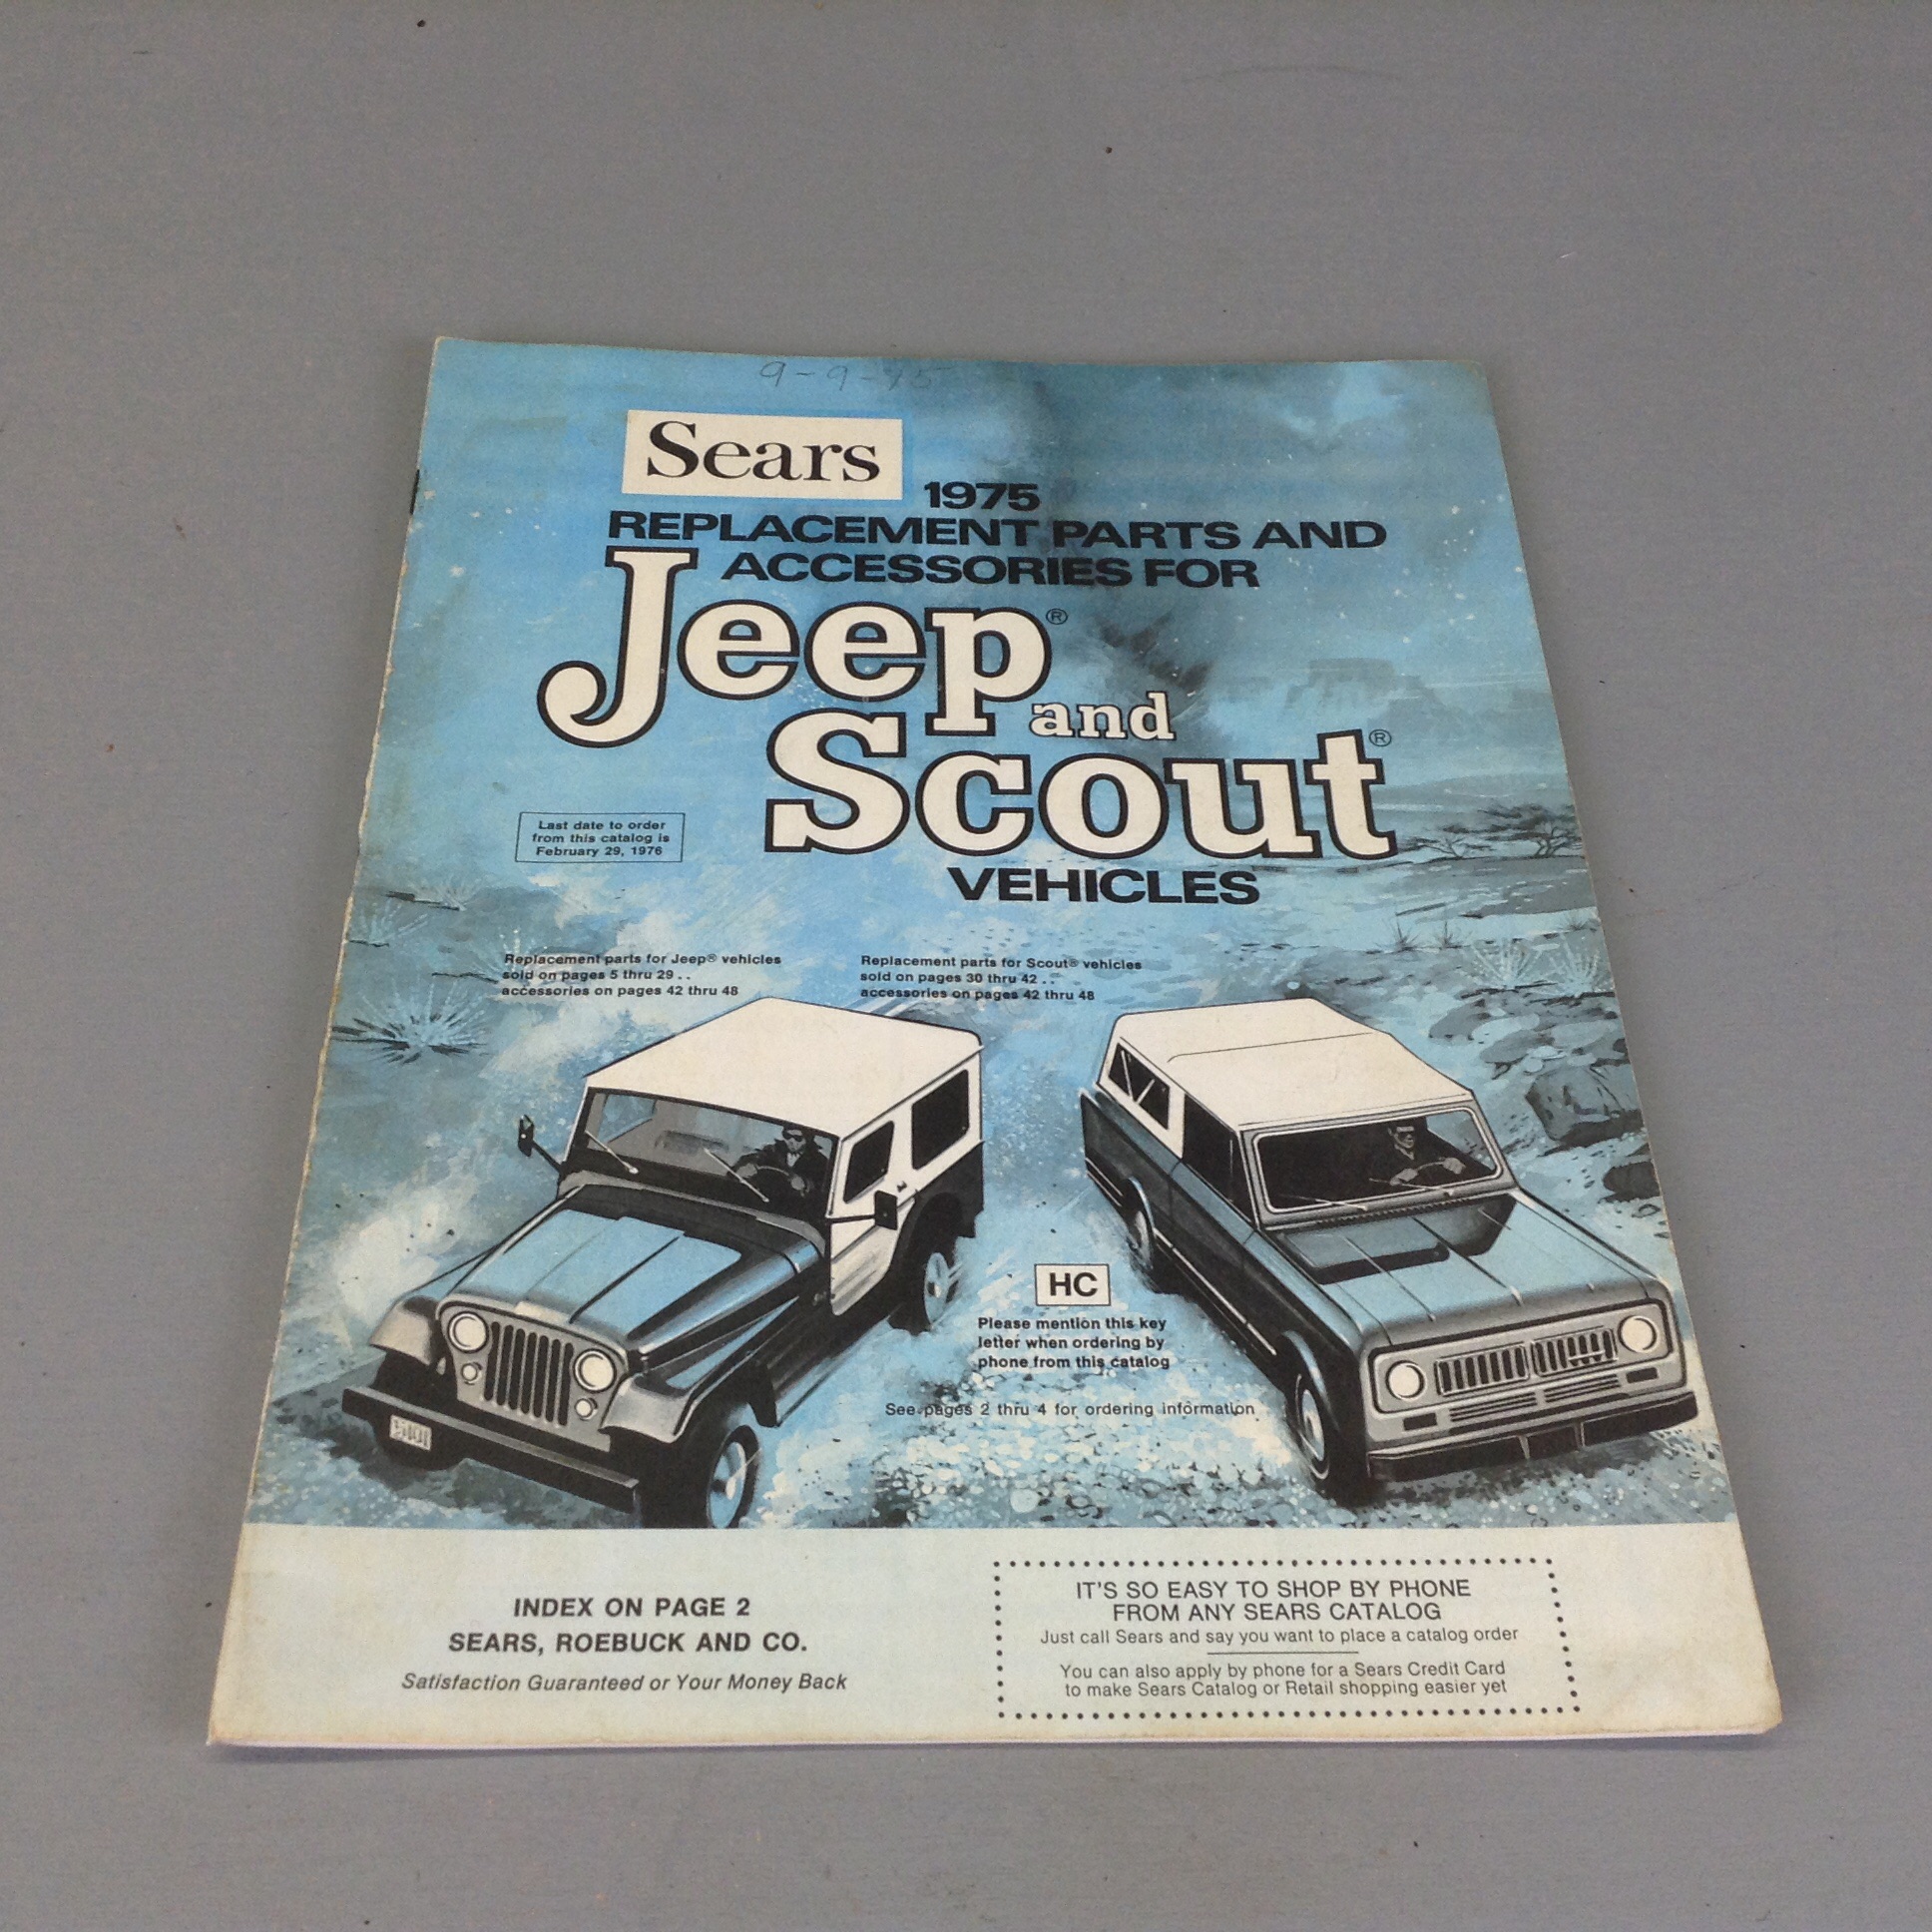 9-9-75
Sears
1975
REPLACEMENT PARTS AND
ACCESSORIES FOR
Jeep®
and
Scout®
VEHICLES
Last date to order
from this catalog is
February 29, 1976
Replacement parts for Jeep® vehicles
sold on pages 5 thru 29 . .
accessories on pages 42 thru 48
Replacement parts for Scout® vehicles
sold on pages 30 thru 42 . .
accessories on pages 42 thru 48
HC
Please mention this key
letter when ordering by
phone from this catalog
See pages 2 thru 4 for ordering information
INDEX ON PAGE 2
SEARS, ROEBUCK AND CO.
Satisfaction Guaranteed or Your Money Back
IT'S SO EASY TO SHOP BY PHONE
FROM ANY SEARS CATALOG
Just call Sears and say you want to place a catalog order
You can also apply by phone for a Sears Credit Card
to make Sears Catalog or Retail shopping easier yet